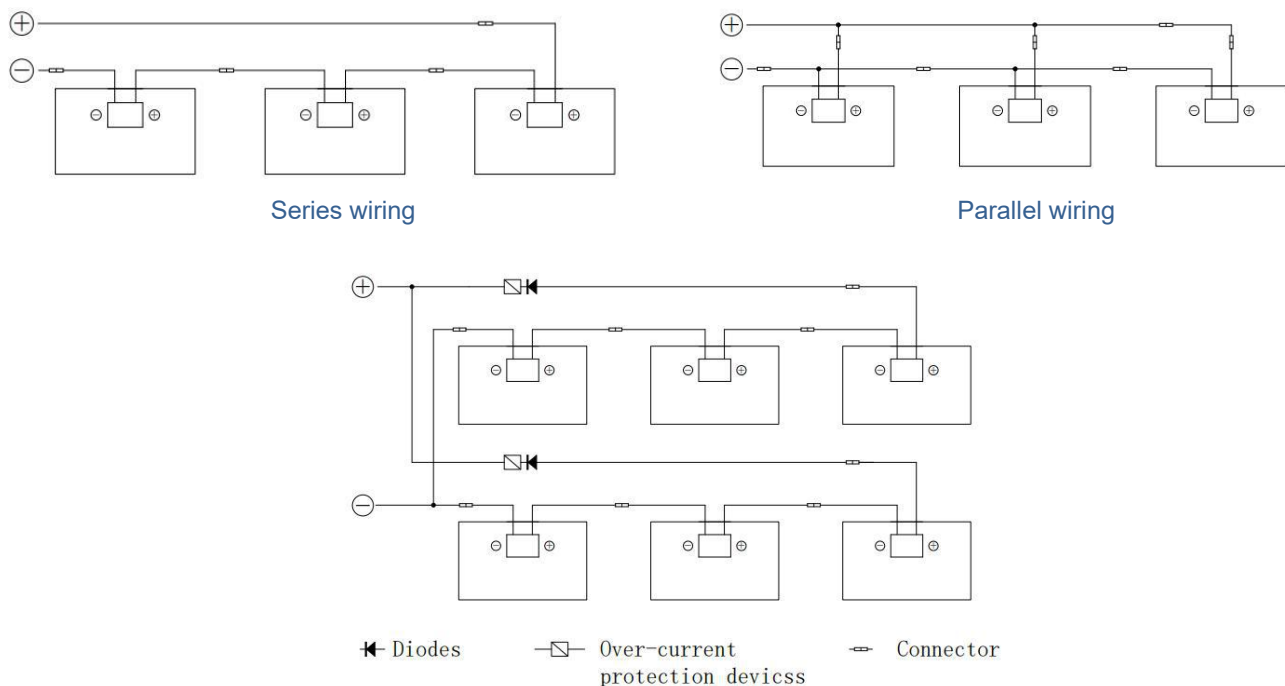 Series wiring
Parallel wiring
Diodes
Over-current
protection devicss
Connector